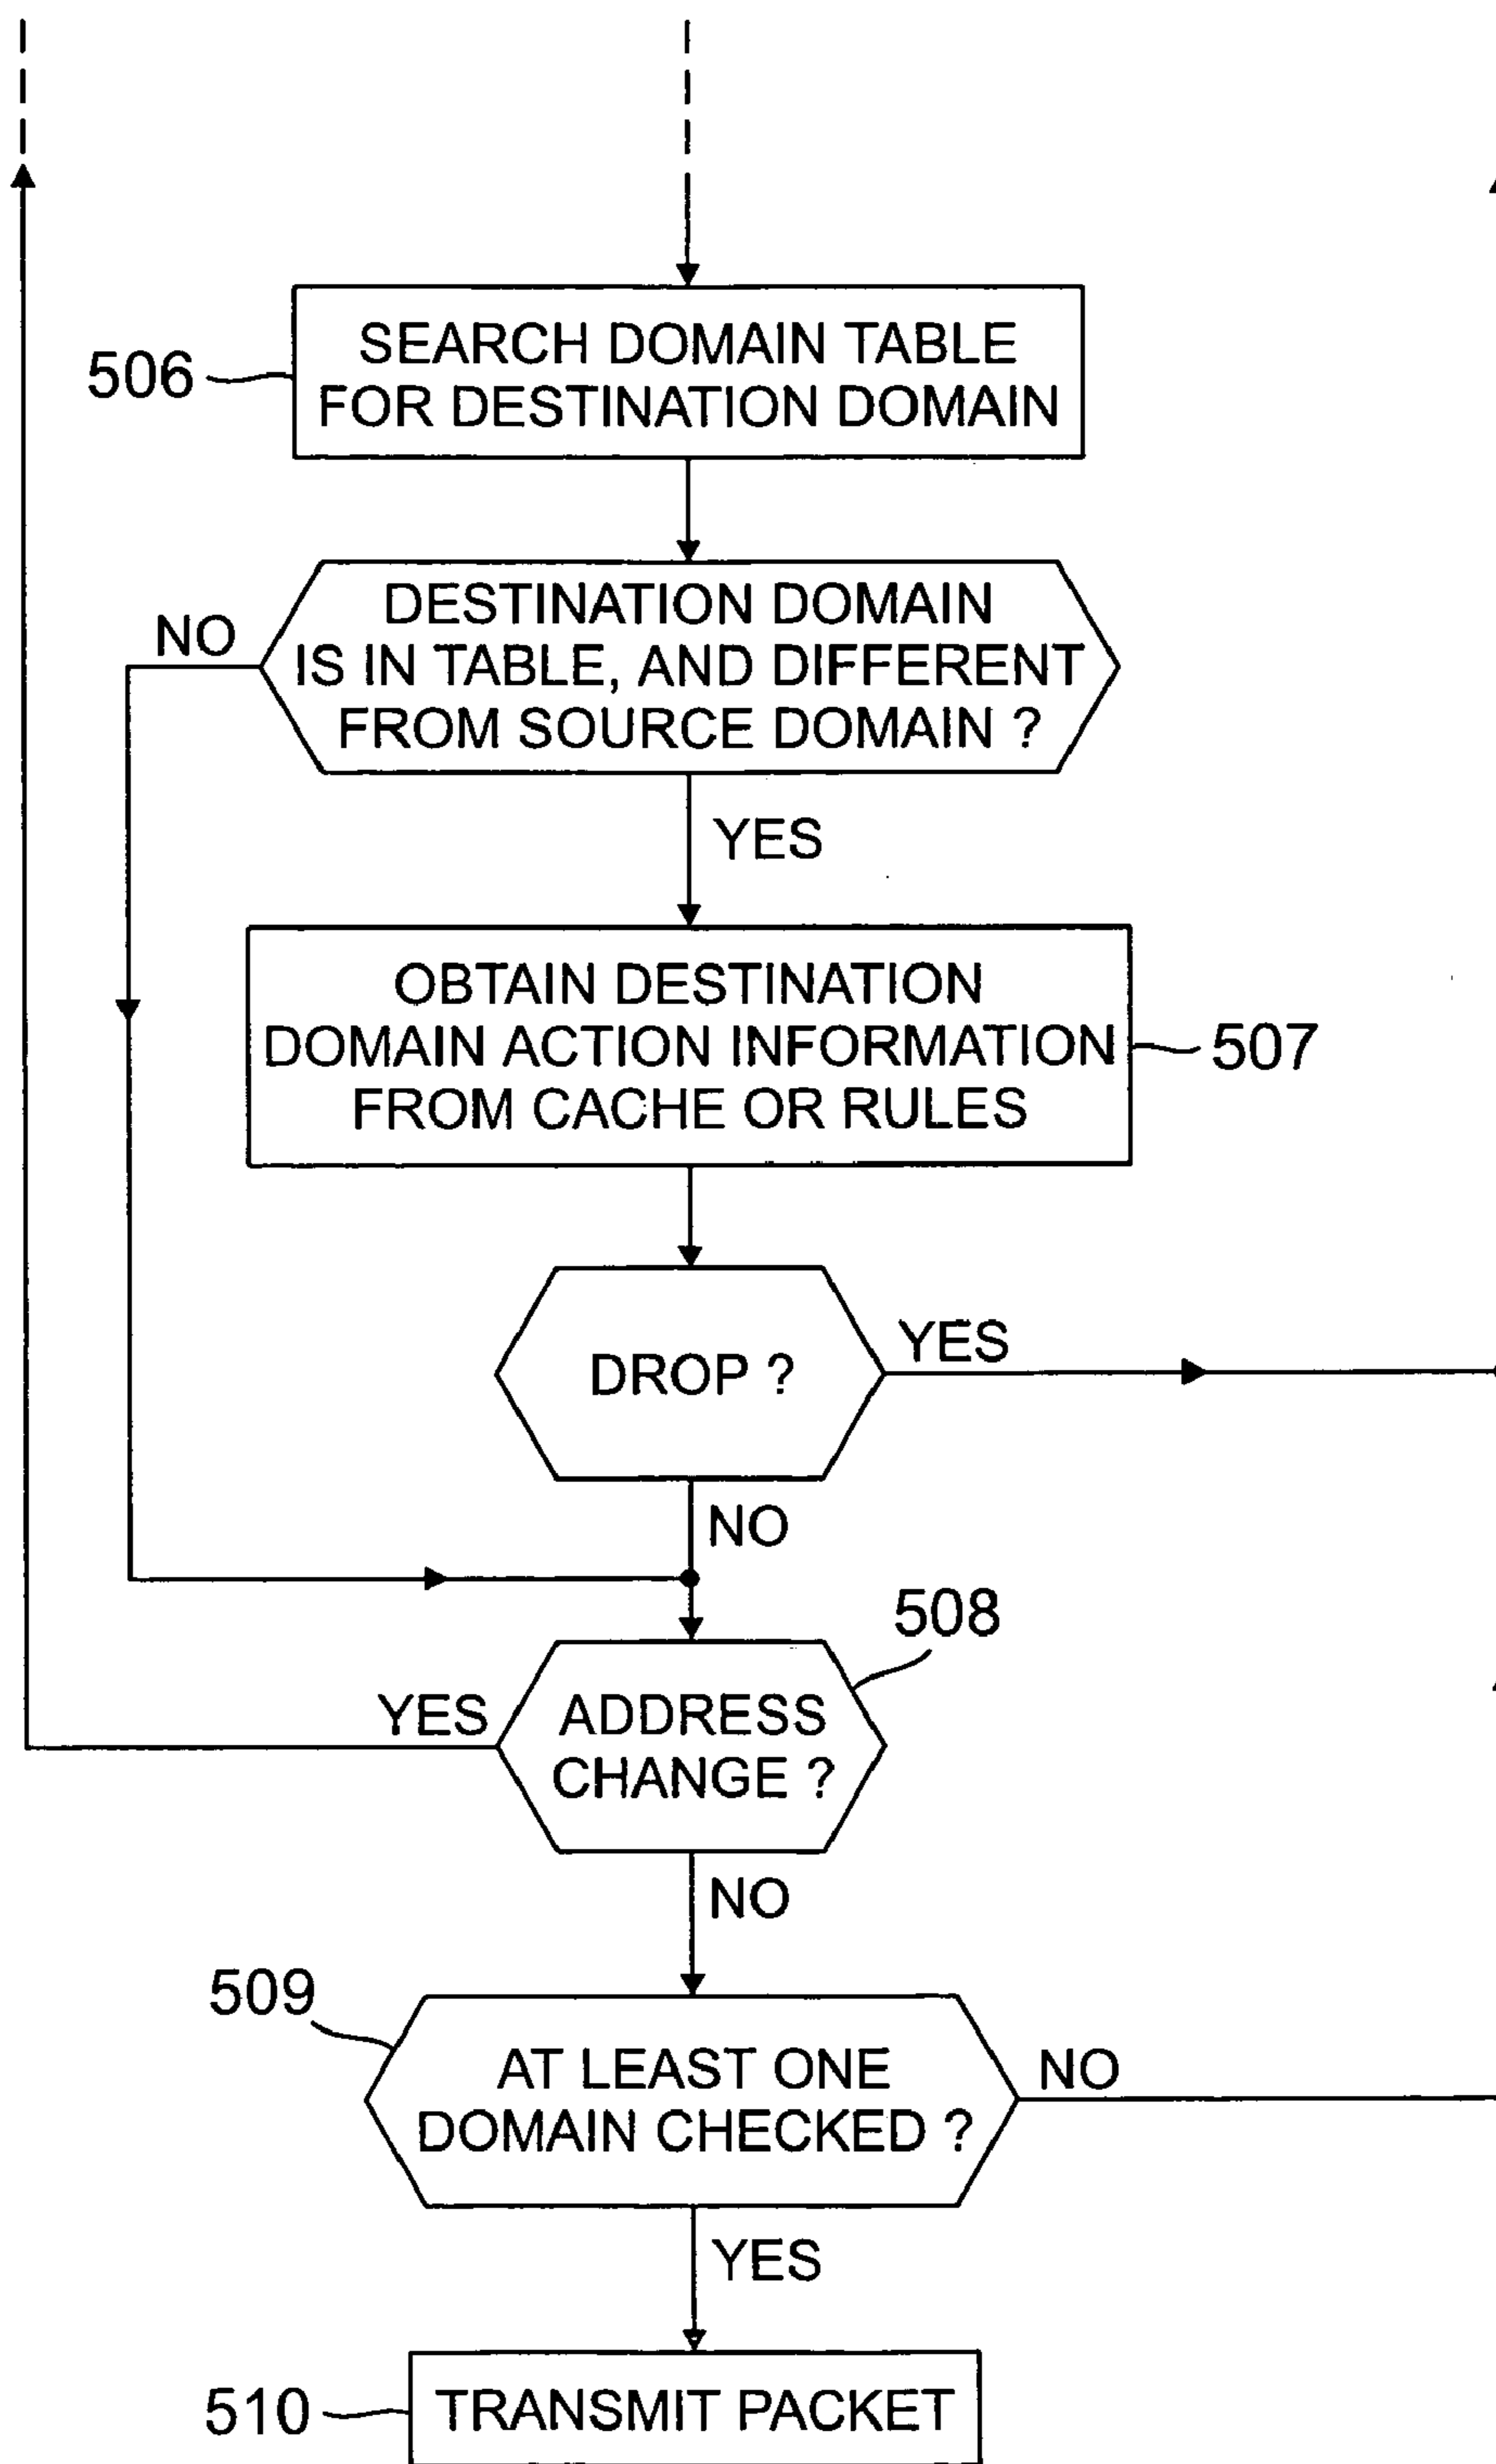 506
SEARCH DOMAIN TABLE
FOR DESTINATION DOMAIN
NO
DESTINATION DOMAIN
IS IN TABLE, AND DIFFERENT
FROM SOURCE DOMAIN ?
YES
OBTAIN DESTINATION
DOMAIN ACTION INFORMATION
FROM CACHE OR RULES
507
DROP ?
YES
NO
508
YES
ADDRESS
CHANGE ?
NO
509
AT LEAST ONE
DOMAIN CHECKED ?
NO
YES
510
TRANSMIT PACKET